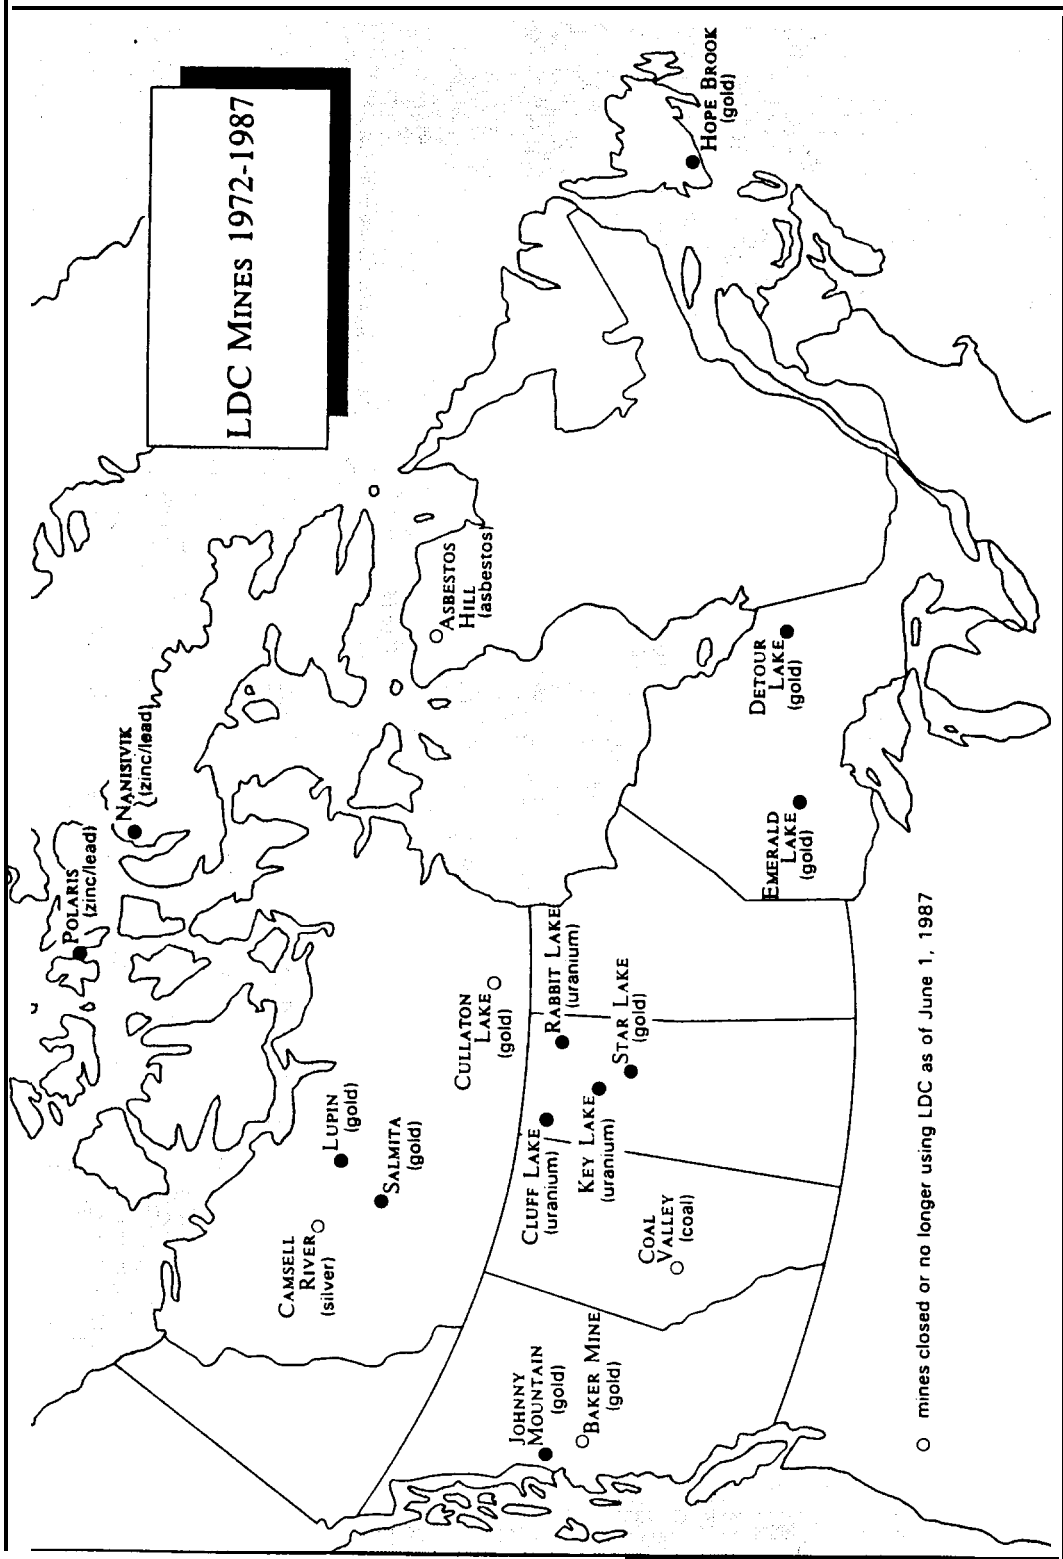 LDC MINES 1972-1987
POLARIS
(zinc/lead)
NANISIVIK
(zinc/lead)
CAMSELL
RIVER
(silver)
LUPIN
(gold)
SALMITA
(gold)
CULLATON
LAKE
(gold)
ASBESTOS
HILL
(asbestos)
JOHNNY
MOUNTAIN
(gold)
BAKER MINE
(gold)
CLUFF LAKE
(uranium)
KEY LAKE
(uranium)
RABBIT LAKE
(uranium)
STAR LAKE
(gold)
COAL
VALLEY
(coal)
EMERALD
LAKE
(gold)
DETOUR
LAKE
(gold)
HOPE BROOK
(gold)
○ mines closed or no longer using LDC as of June 1, 1987